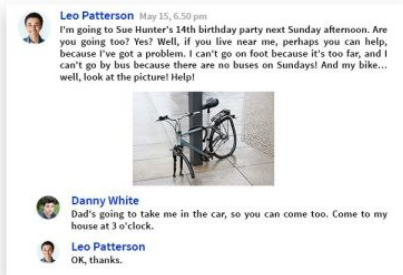 Leo Patterson May 15, 6.50 pm
I'm going to Sue Hunter's 14th birthday party next Sunday afternoon. Are
you going too? Yes? Well, if you live near me, perhaps you can help,
because I've got a problem. I can't go on foot because it's too far, and I
can't go by bus because there are no buses on Sundays! And my bike...
well, look at the picture! Help!
Danny White
Dad's going to take me in the car, so you can come too. Come to my
house at 3 o'clock.
Leo Patterson
OK, thanks.